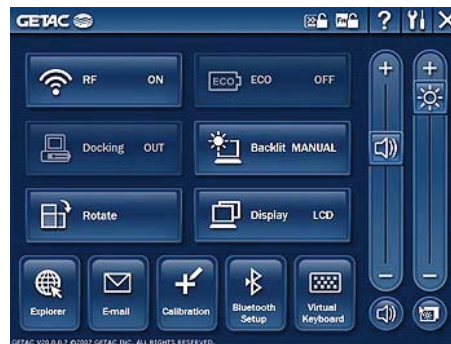 GETAC
?
RF ON
ECO ECO OFF
Docking OUT
Backlit MANUAL
Rotate
Display LCD
Explorer
E-mail
Calibration
Bluetooth Setup
Virtual Keyboard
GETAC V20.0.0.7 ©2007 GETAC INC. ALL RIGHTS RESERVED.